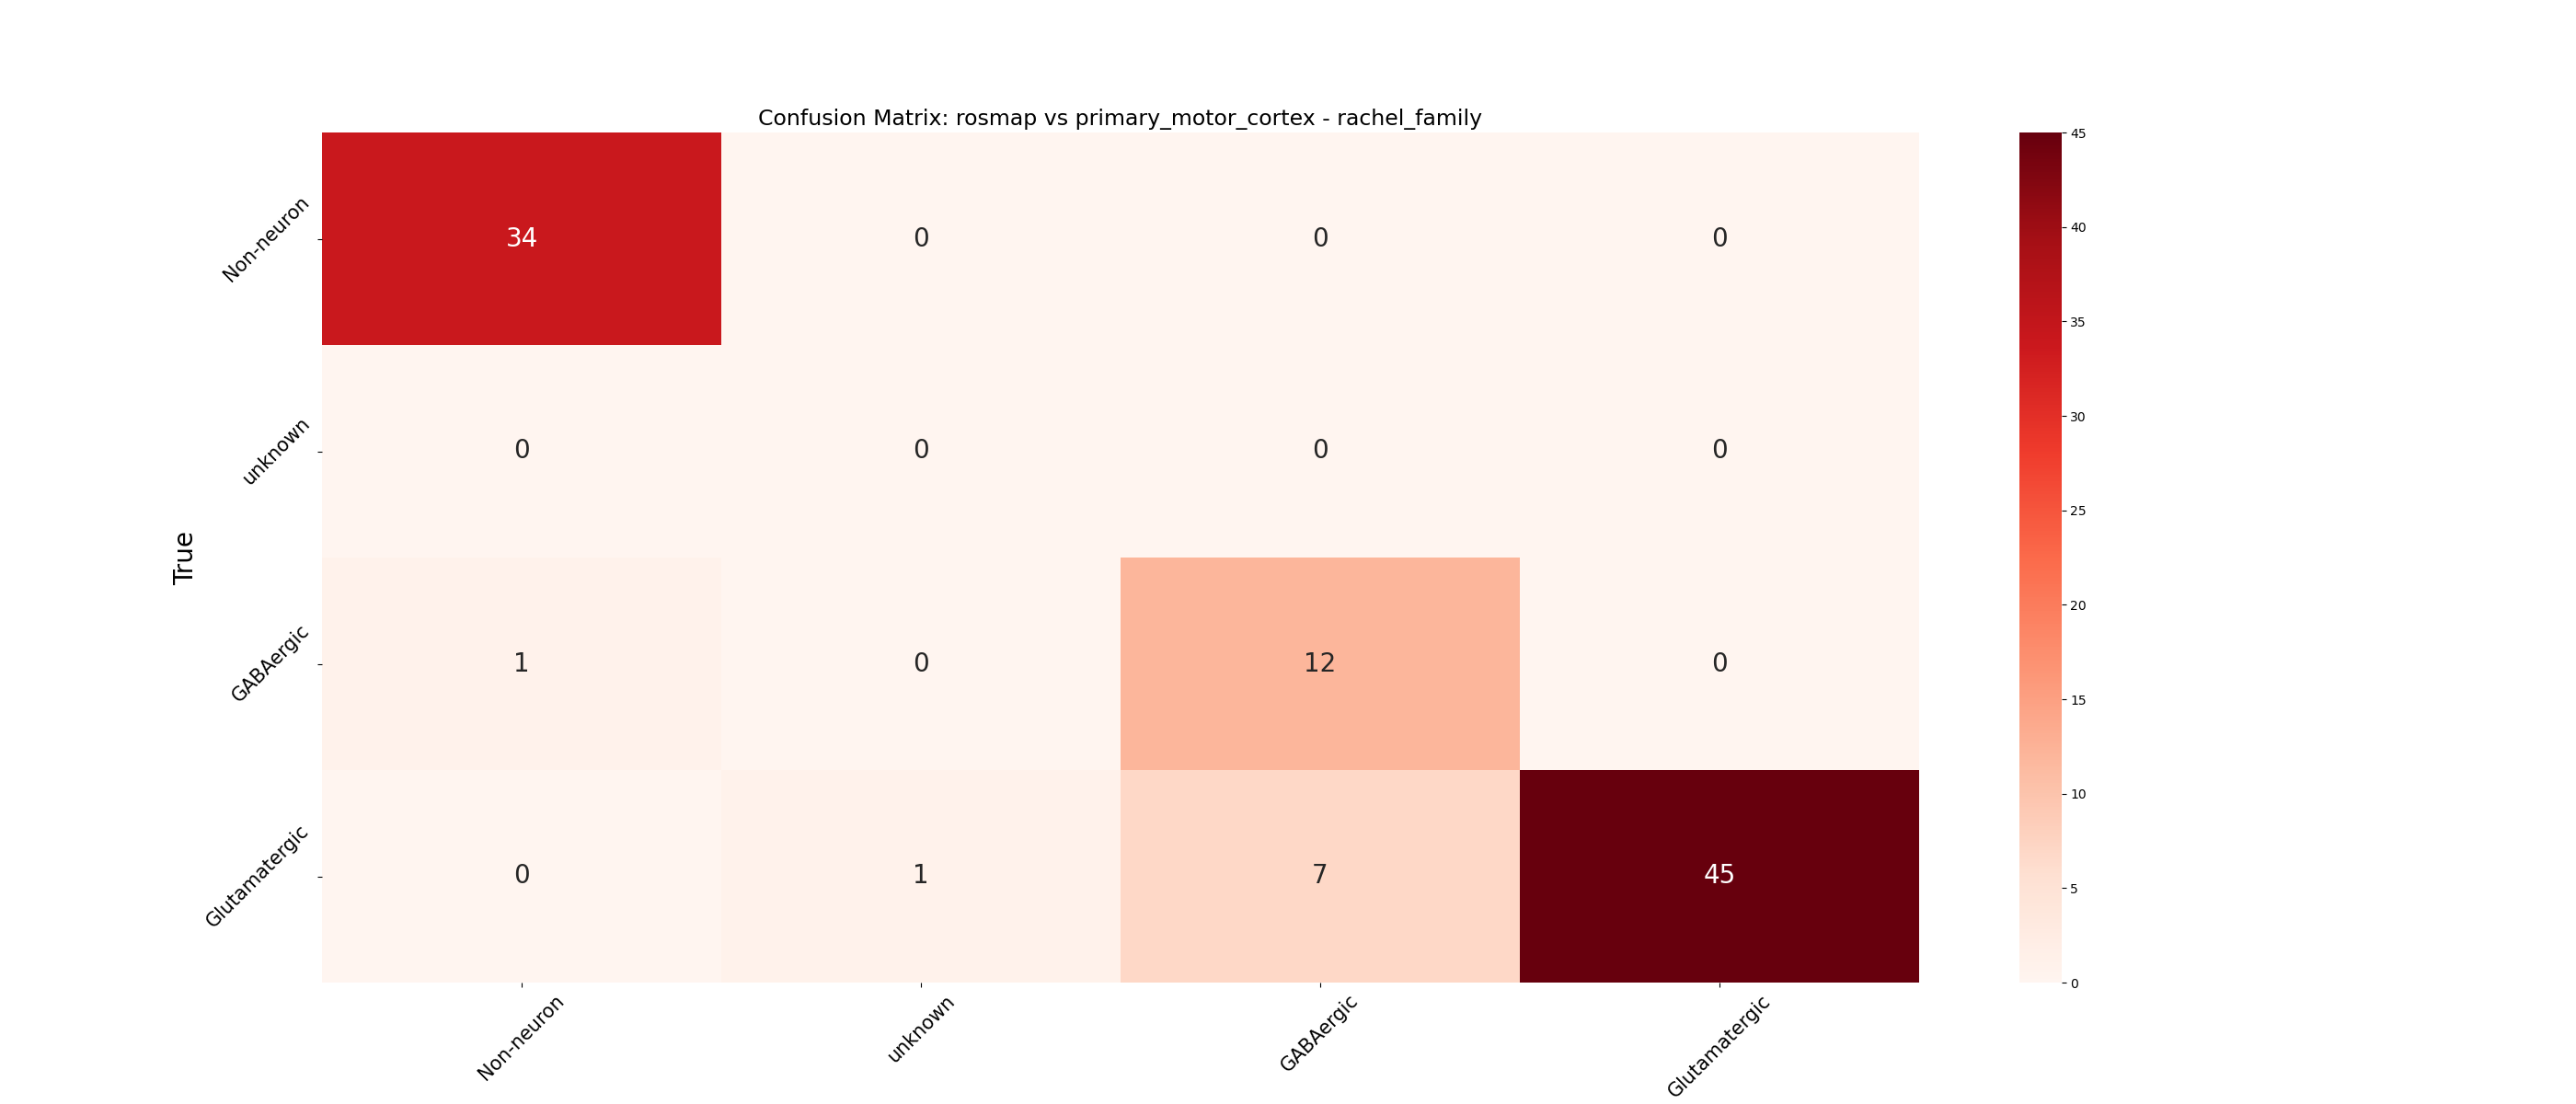 Confusion Matrix: rosmap vs primary_motor_cortex - rachel_family
True
Non-neuron
34 0 0 0
unknown
0 0 0 0
GABAergic
1 0 12 0
Glutamatergic
0 1 7 45
Non-neuron unknown GABAergic Glutamatergic
45
40
35
30
25
20
15
10
5
0